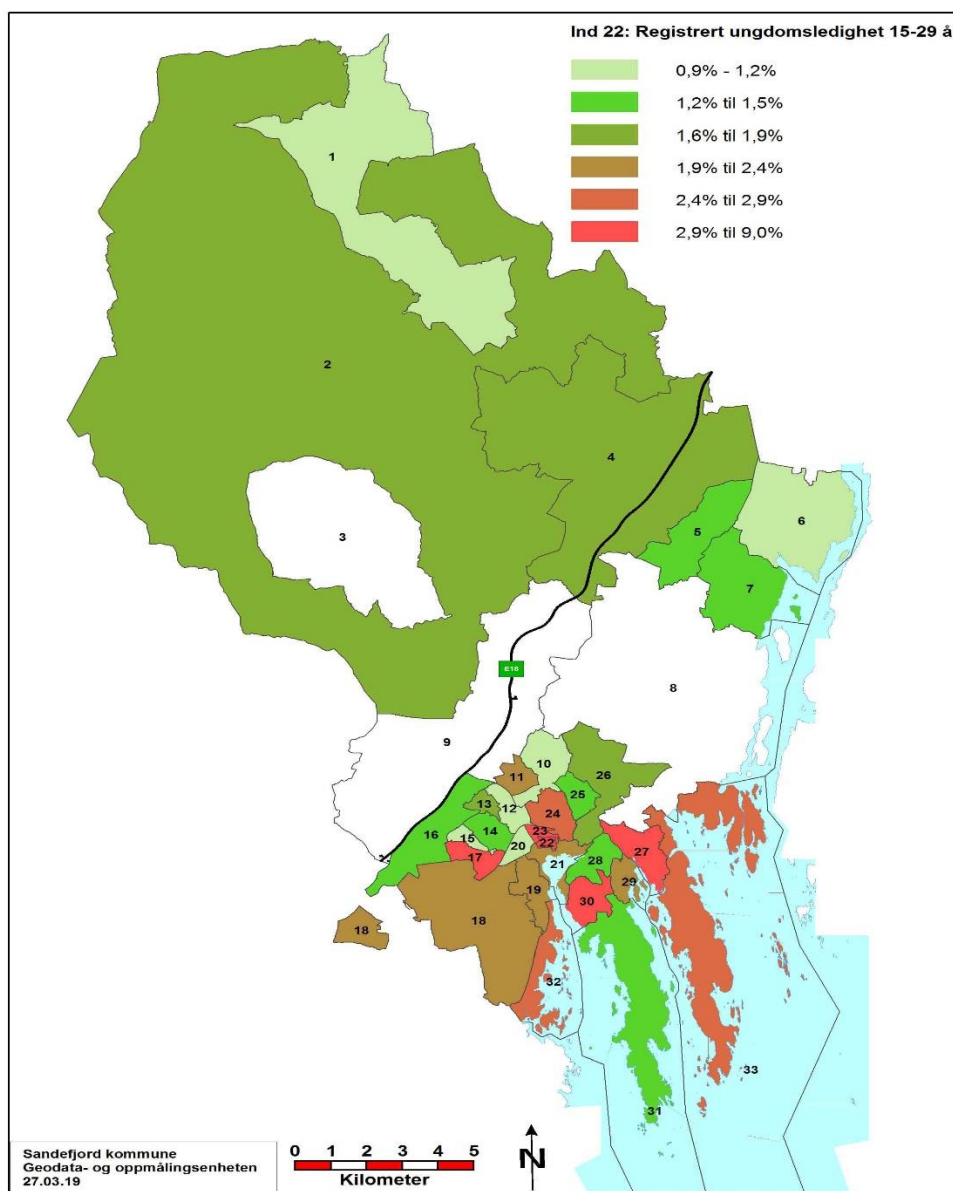 Ind 22: Registrert ungdomsledighet 15-29 å
0,9% - 1,2%
1,2% til 1,5%
1,6% til 1,9%
1,9% til 2,4%
2,4% til 2,9%
2,9% til 9,0%
1
2
3
4
5
6
7
E18
8
9
10
11
26
25
13
12
24
16
14
23
15
20
22
27
17
21
28
29
19
30
18
18
32
33
31
Sandefjord kommune
Geodata- og oppmålingsenheten
27.03.19
0 1 2 3 4 5
Kilometer
N